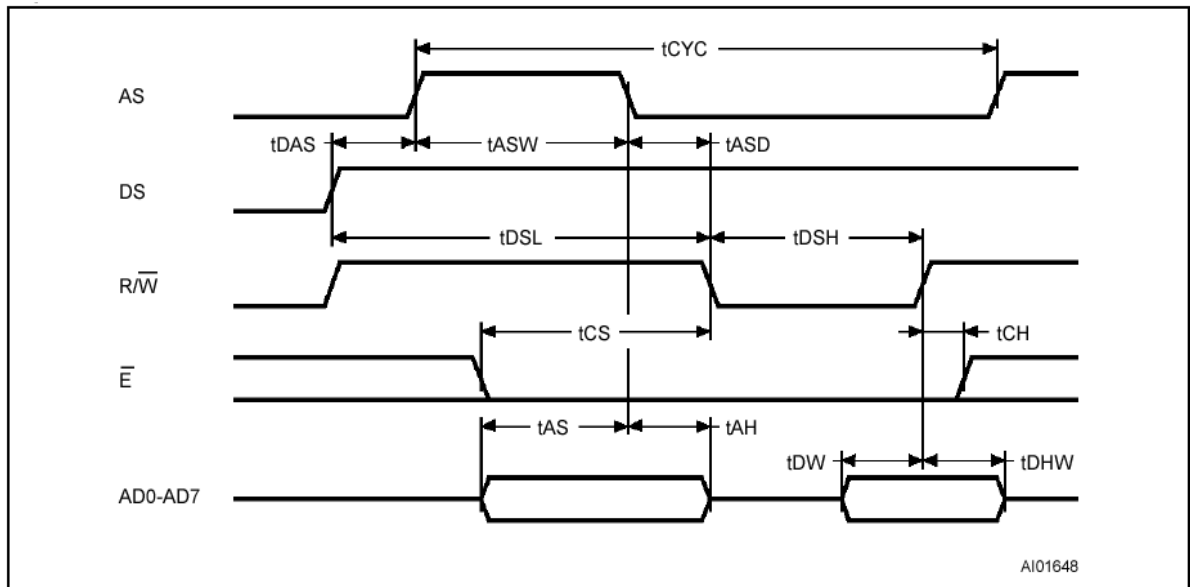 tCYC
AS
tDAS tASW tASD
DS
tDSL tDSH
R/W̅
tCS tCH
E̅
tAS tAH
tDW tDHW
AD0-AD7
AI01648